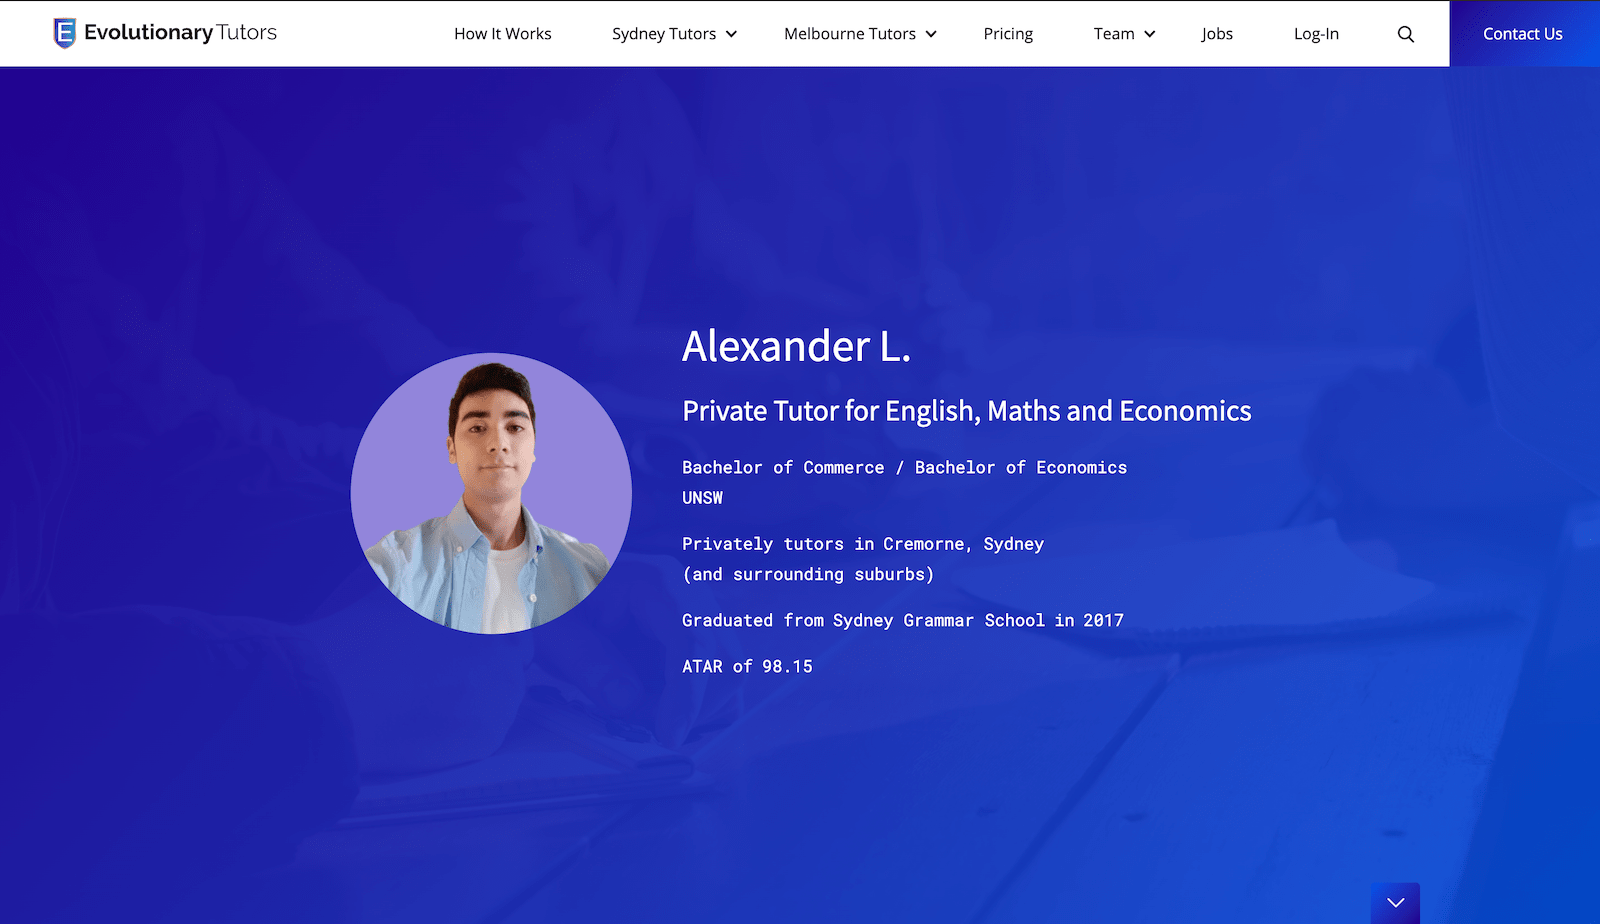 E Evolutionary Tutors
How It Works
Sydney Tutors
Melbourne Tutors
Pricing
Team
Jobs
Log-In
Contact Us
Alexander L.
Private Tutor for English, Maths and Economics
Bachelor of Commerce / Bachelor of Economics
UNSW
Privately tutors in Cremorne, Sydney
(and surrounding suburbs)
Graduated from Sydney Grammar School in 2017
ATAR of 98.15